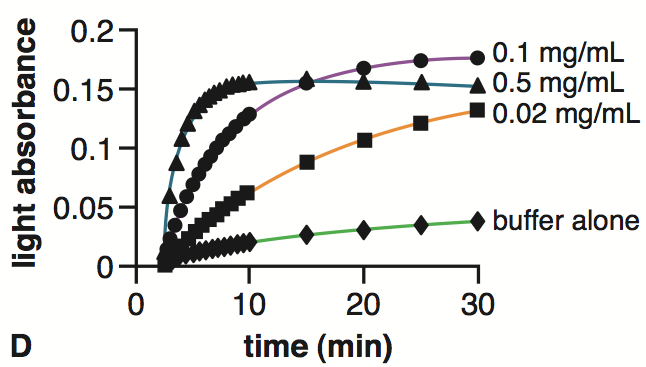 0.2
0.15
0.1
0.05
0
light absorbance
0.1 mg/mL
0.5 mg/mL
0.02 mg/mL
buffer alone
0 10 20 30
D time (min)